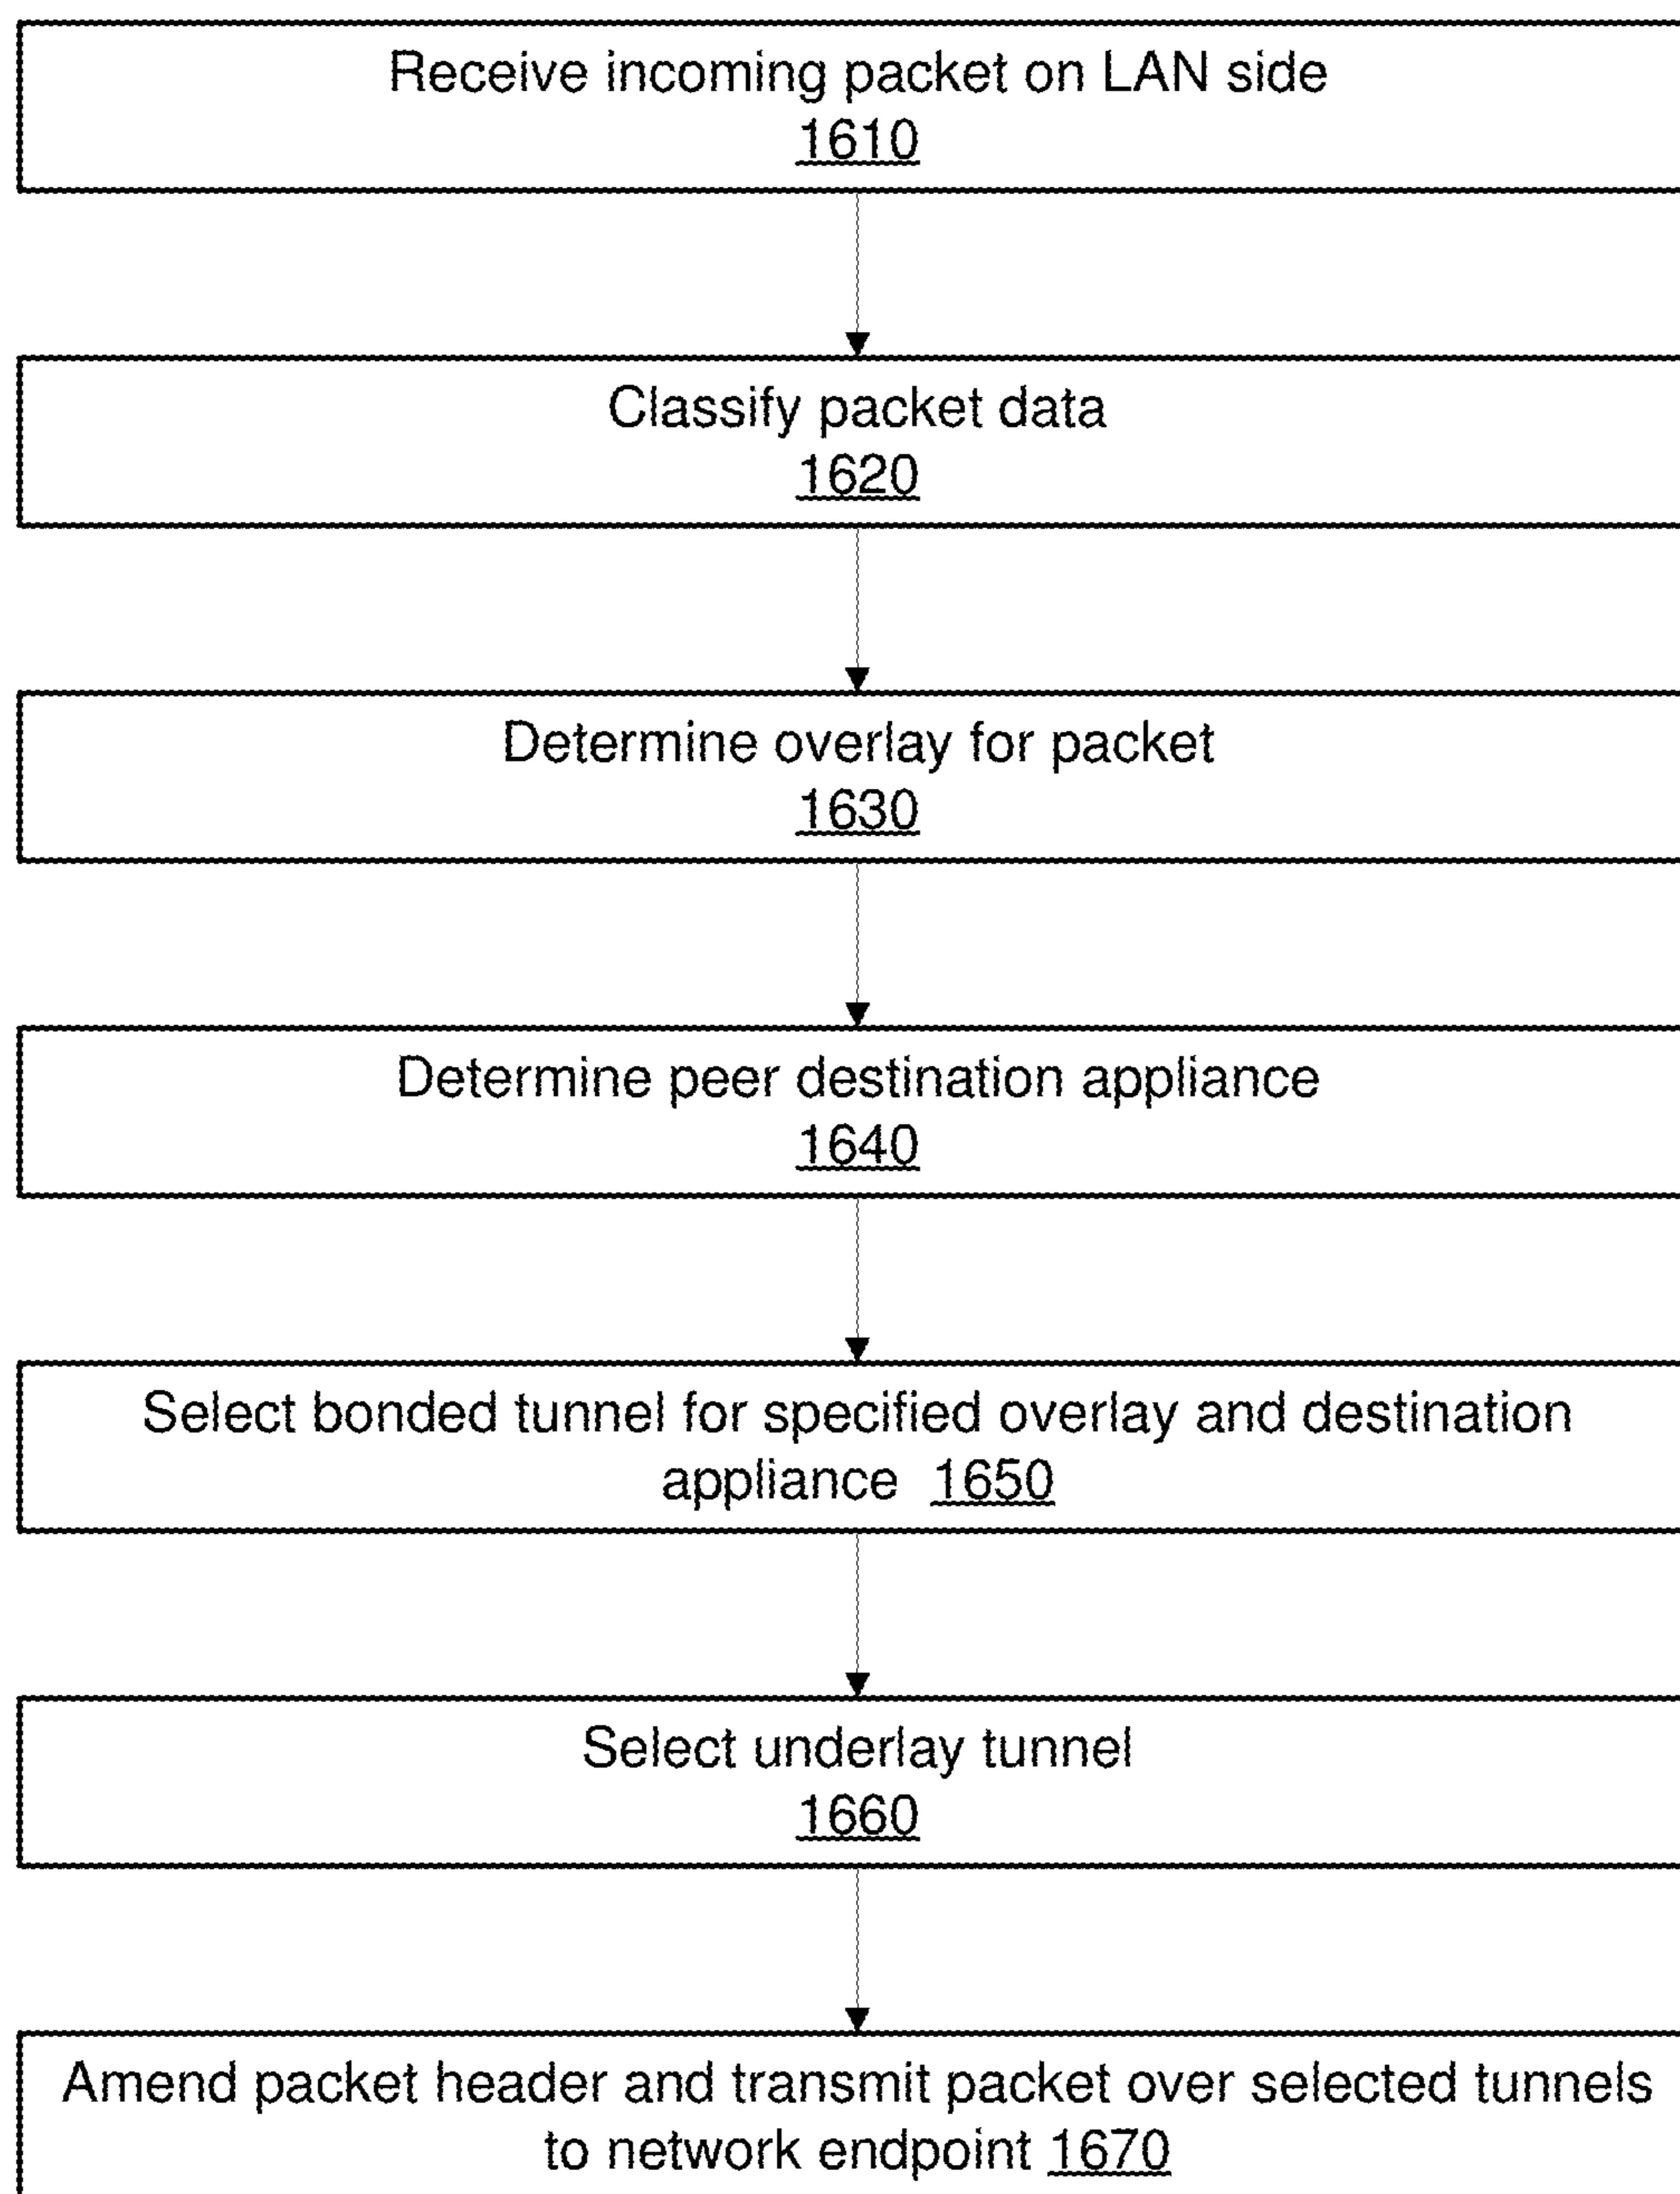 Receive incoming packet on LAN side
1610
Classify packet data
1620
Determine overlay for packet
1630
Determine peer destination appliance
1640
Select bonded tunnel for specified overlay and destination
appliance 1650
Select underlay tunnel
1660
Amend packet header and transmit packet over selected tunnels
to network endpoint 1670